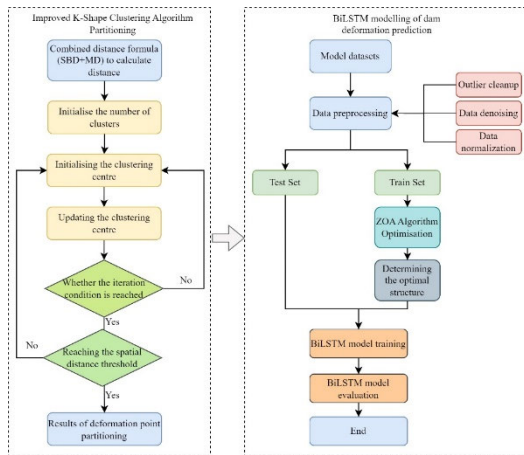 Improved K-Shape Clustering Algorithm
Partitioning
Combined distance formula
(SBD+MD) to calculate
distance
Initialise the number of
clusters
Initialising the clustering
centre
Updating the clustering
centre
Whether the iteration
condition is reached
No
Yes
No
Reaching the spatial
distance threshold
Yes
Results of deformation point
partitioning
BiLSTM modelling of dam
deformation prediction
Model datasets
Data preprocessing
Outlier cleanup
Data denoising
Data
normalization
Test Set
Train Set
ZOA Algorithm
Optimisation
Determining
the optimal
structure
BiLSTM model training
BiLSTM model
evaluation
End